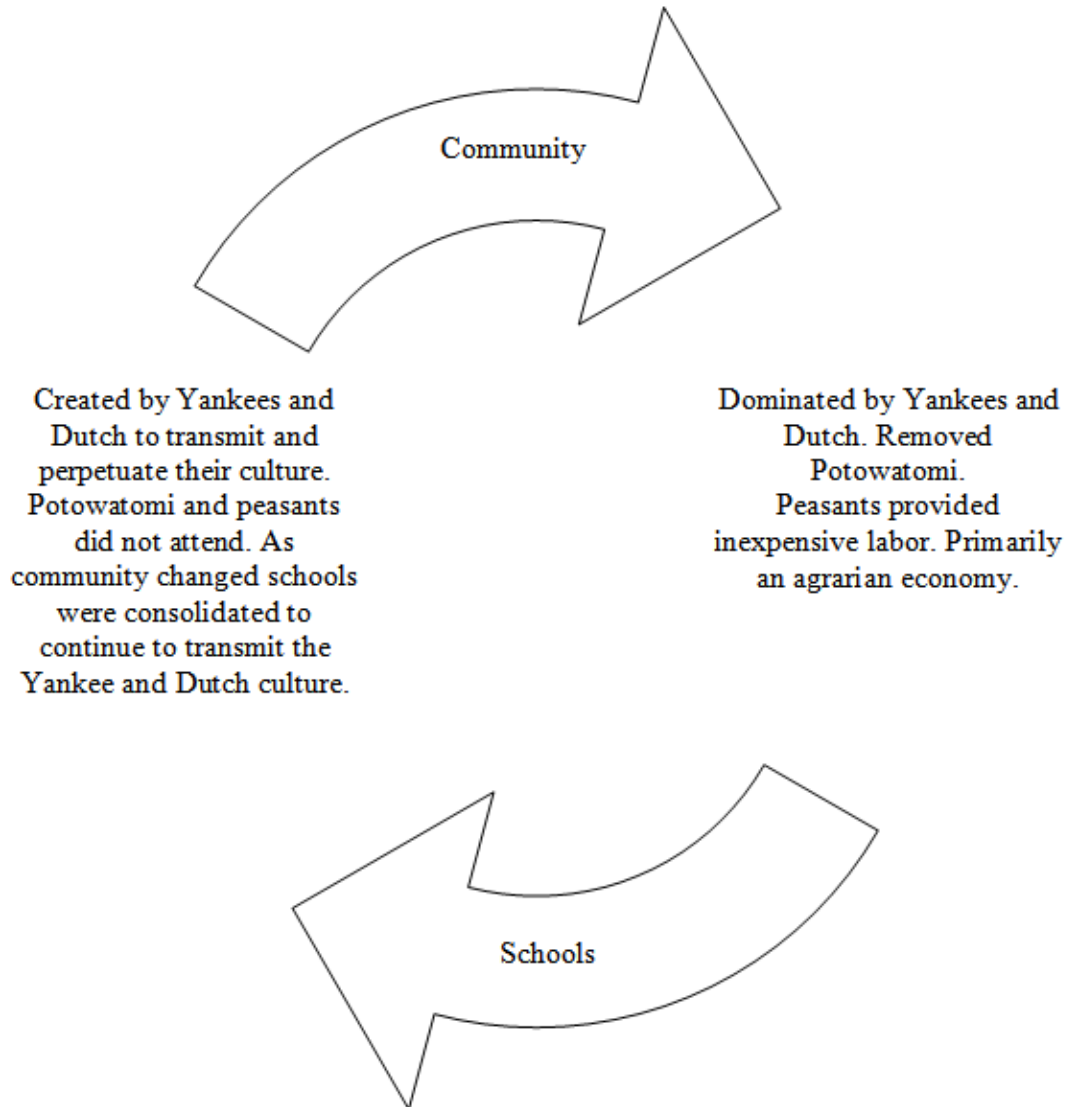 Community
Created by Yankees and
Dutch to transmit and
perpetuate their culture.
Potowatomi and peasants
did not attend. As
community changed schools
were consolidated to
continue to transmit the
Yankee and Dutch culture.
Dominated by Yankees and
Dutch. Removed
Potowatomi.
Peasants provided
inexpensive labor. Primarily
an agrarian economy.
Schools